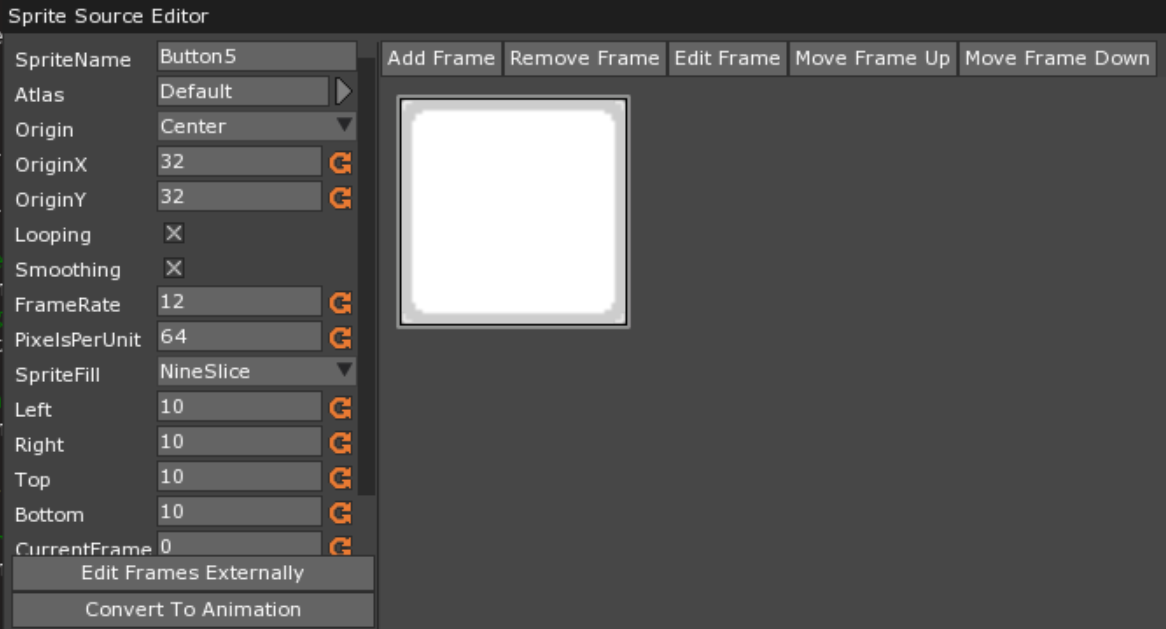 Sprite Source Editor
SpriteName Button5
Atlas Default
Origin Center
OriginX 32
OriginY 32
Looping
Smoothing
FrameRate 12
PixelsPerUnit 64
SpriteFill NineSlice
Left 10
Right 10
Top 10
Bottom 10
CurrentFrame 0
Edit Frames Externally
Convert To Animation
Add Frame Remove Frame Edit Frame Move Frame Up Move Frame Down